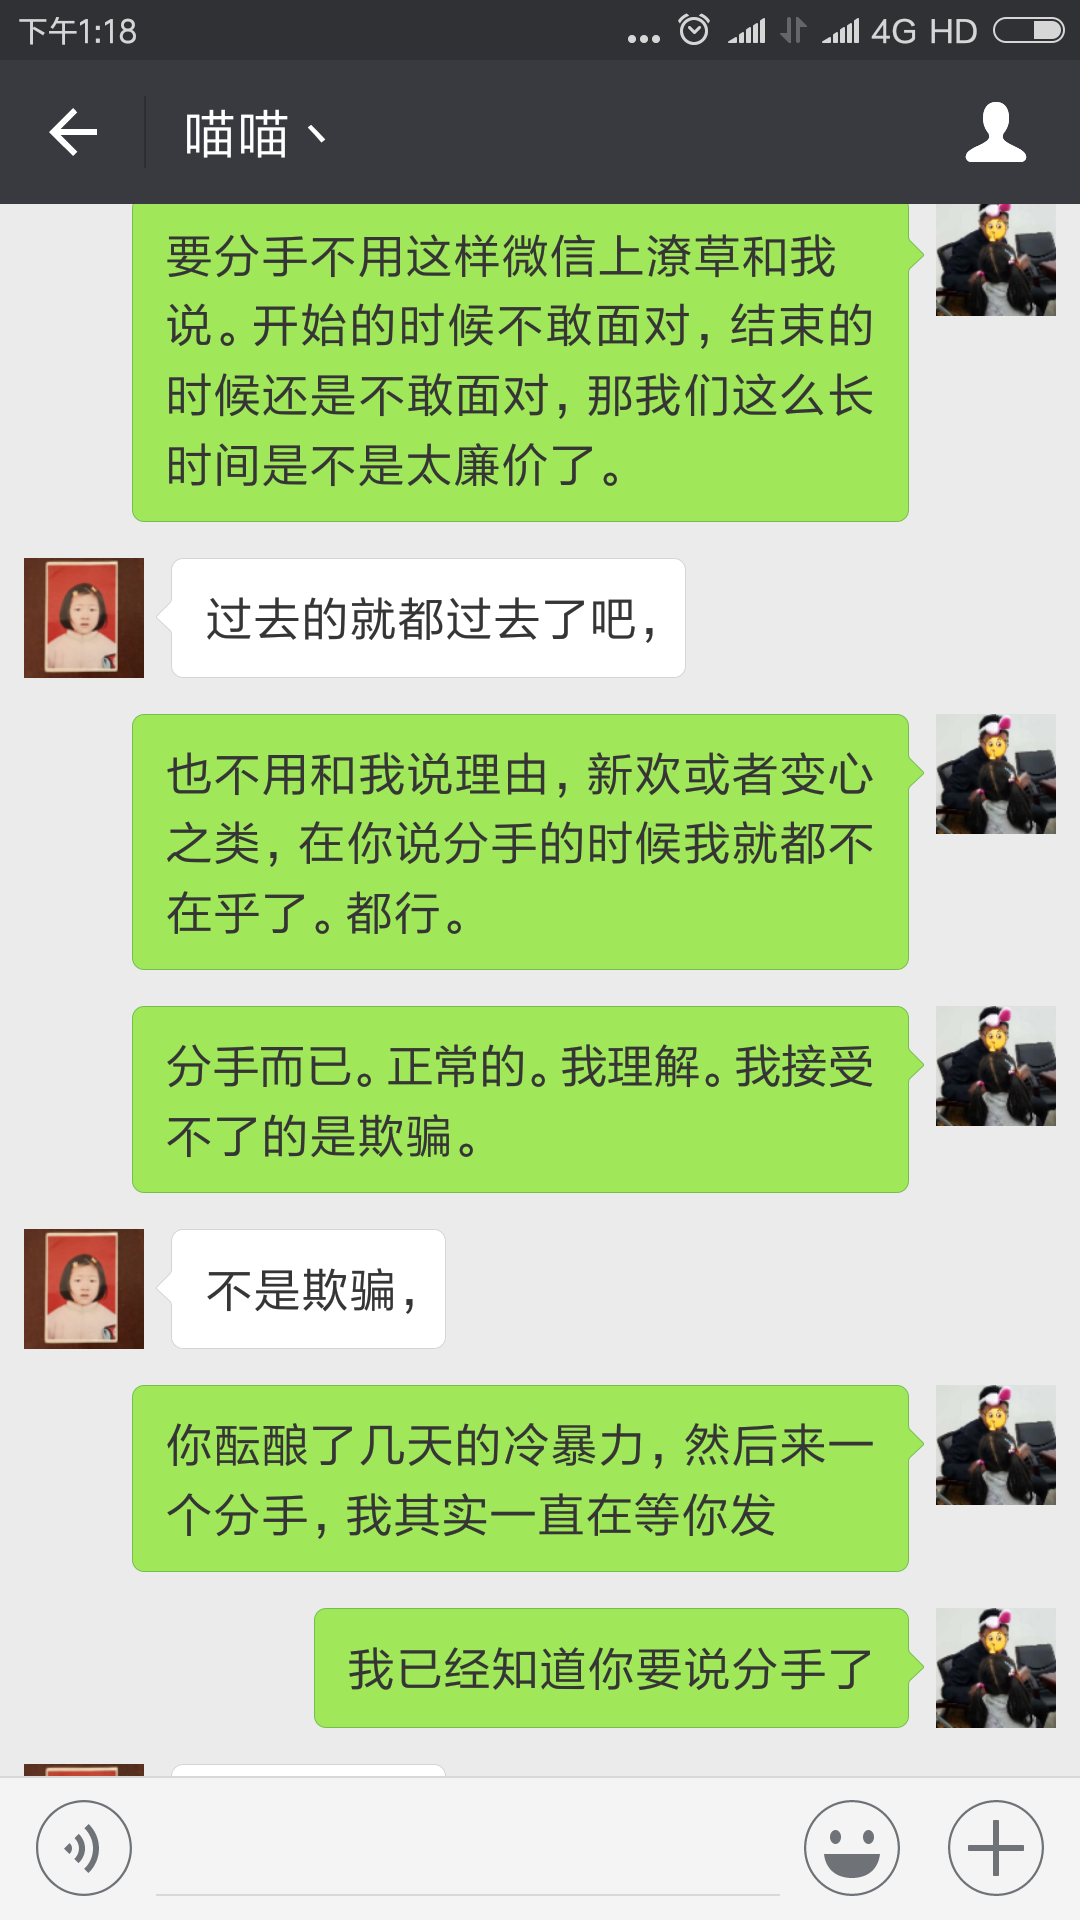 下午1:18
4G HD
喵喵丶
要分手不用这样微信上潦草和我
说。开始的时候不敢面对,结束的
时候还是不敢面对,那我们这么长
时间是不是太廉价了。
过去的就都过去了吧,
也不用和我说理由,新欢或者变心
之类,在你说分手的时候我就都不
在乎了。都行。
分手而已。正常的。我理解。我接受
不了的是欺骗。
不是欺骗,
你酝酿了几天的冷暴力,然后来一
个分手,我其实一直在等你发
我已经知道你要说分手了